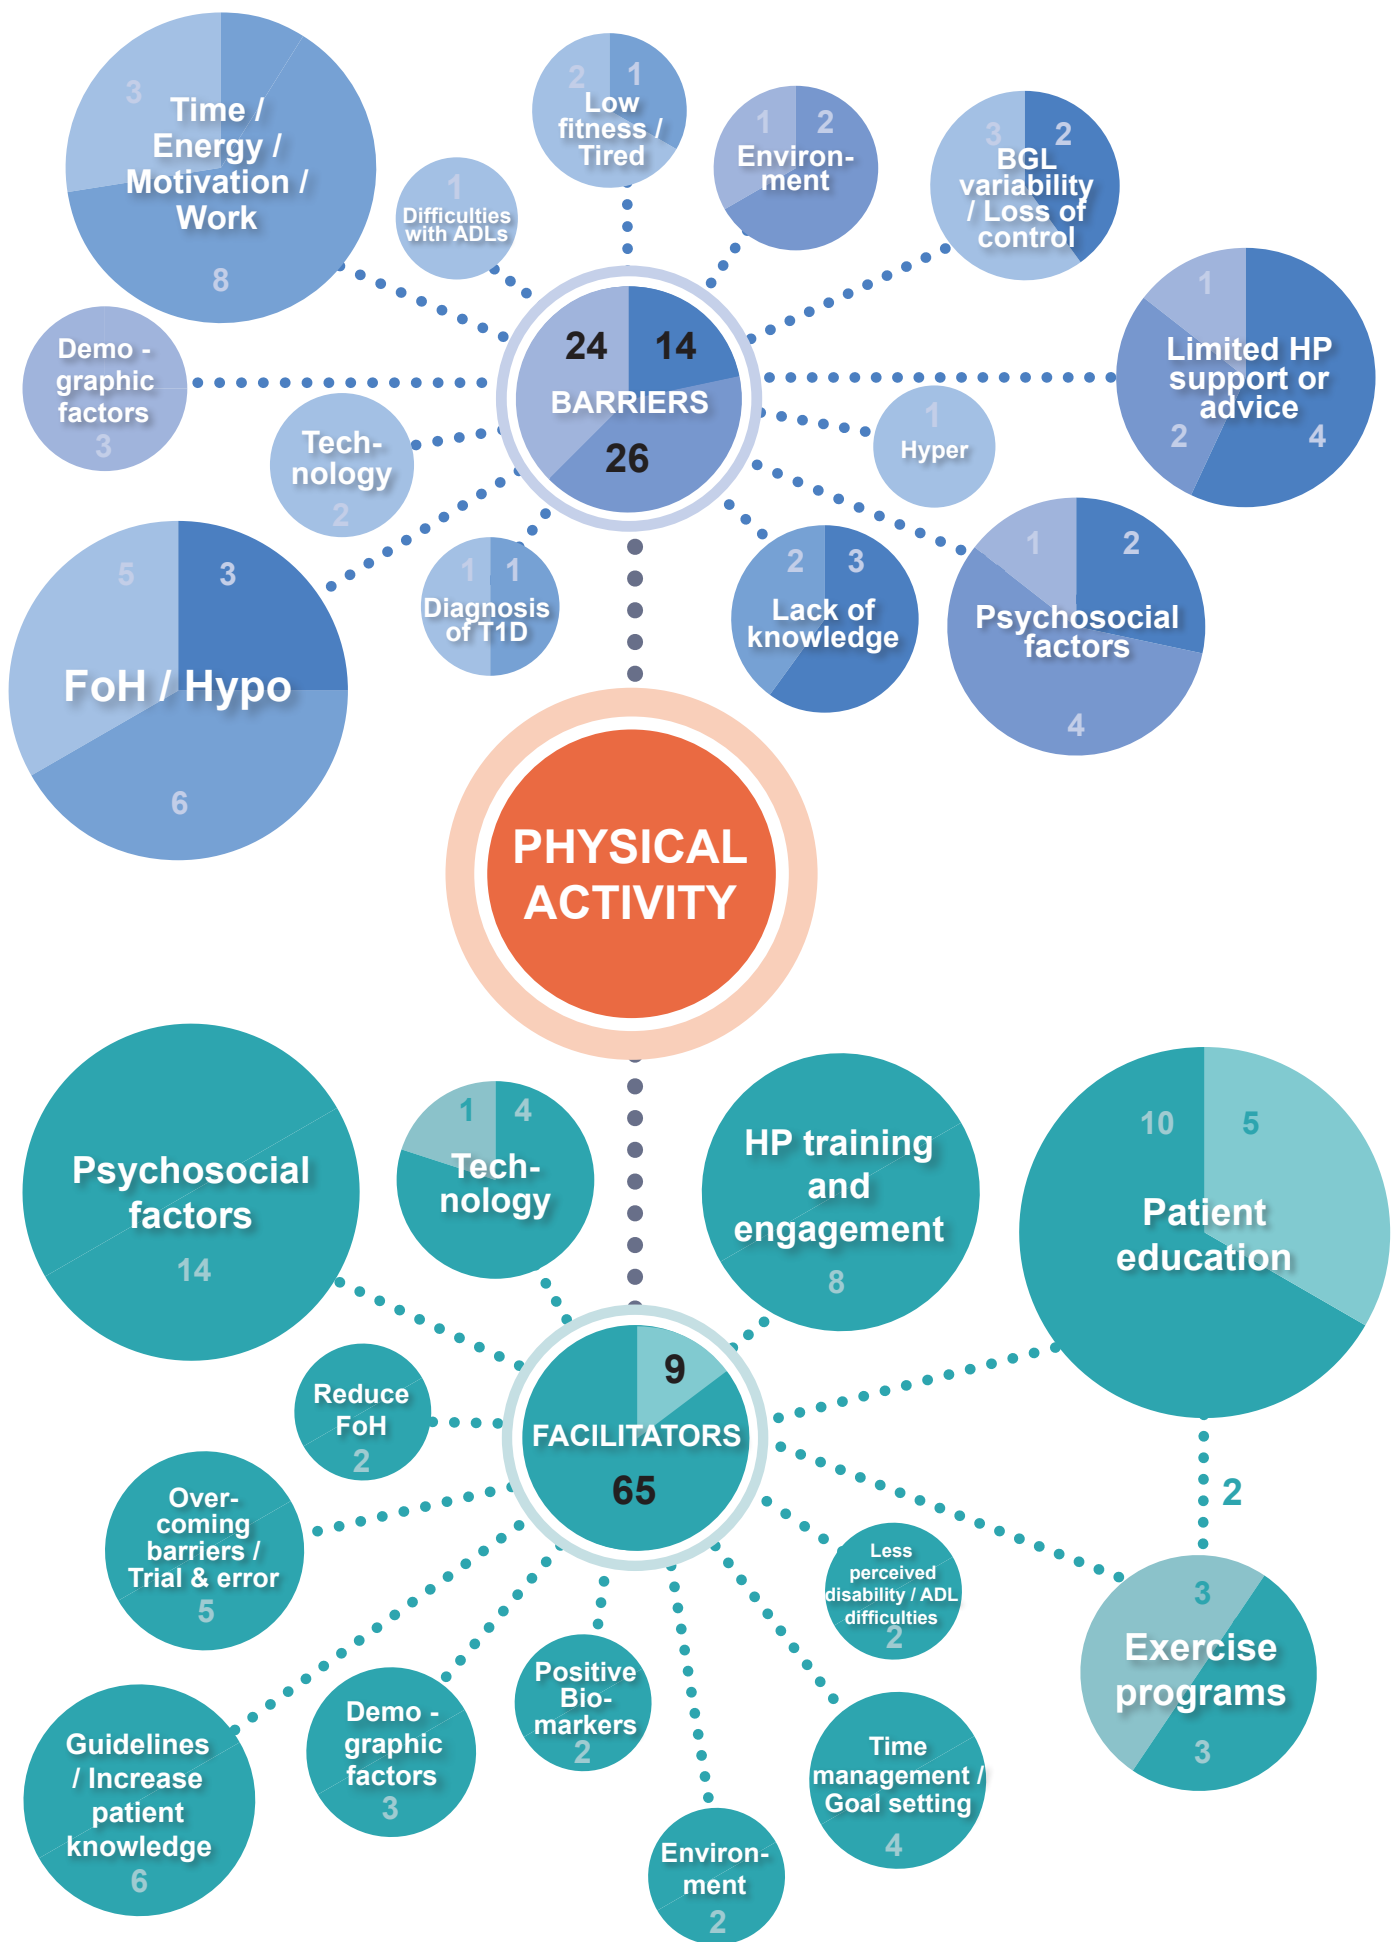 3
Time /
Energy /
Motivation /
Work
8
1
Difficulties
with ADLs
2 1
Low
fitness /
Tired
1 2
Environ-
ment
3 2
BGL
variability
/ Loss of
control
1
Limited HP
support or
advice
2 4
Demo -
graphic
factors
3
24 14
BARRIERS
26
1
Hyper
Tech-
nology
2
5 3
FoH / Hypo
6
1 1
Diagnosis
of T1D
2 3
Lack of
knowledge
1 2
Psychosocial
factors
4
PHYSICAL
ACTIVITY
Psychosocial
factors
14
1 4
Tech-
nology
HP training
and
engagement
8
10 5
Patient
education
Reduce
FoH
2
9
FACILITATORS
65
2
Over-
coming
barriers /
Trial & error
5
Less
perceived
disability / ADL
difficulties
2
3
Exercise
programs
3
Guidelines
/ Increase
patient
knowledge
6
Demo -
graphic
factors
3
Positive
Bio-
markers
2
Environ-
ment
2
Time
management /
Goal setting
4